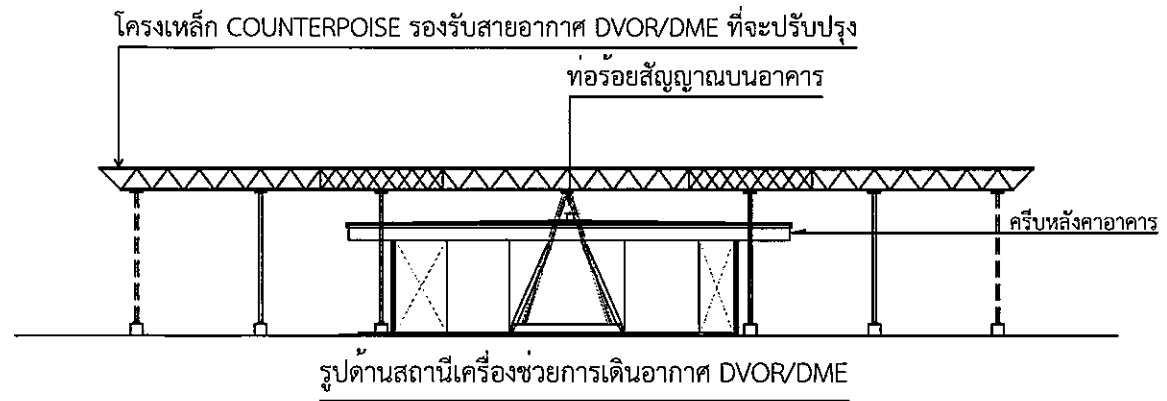 โครงเหล็ก COUNTERPOISE รองรับสายอากาศ DVOR/DME ที่จะปรับปรุง
ท่อร้อยสัญญาณบนอาคาร
ครีบหลังคาอาคาร
รูปด้านสถานีเครื่องช่วยการเดินอากาศ DVOR/DME